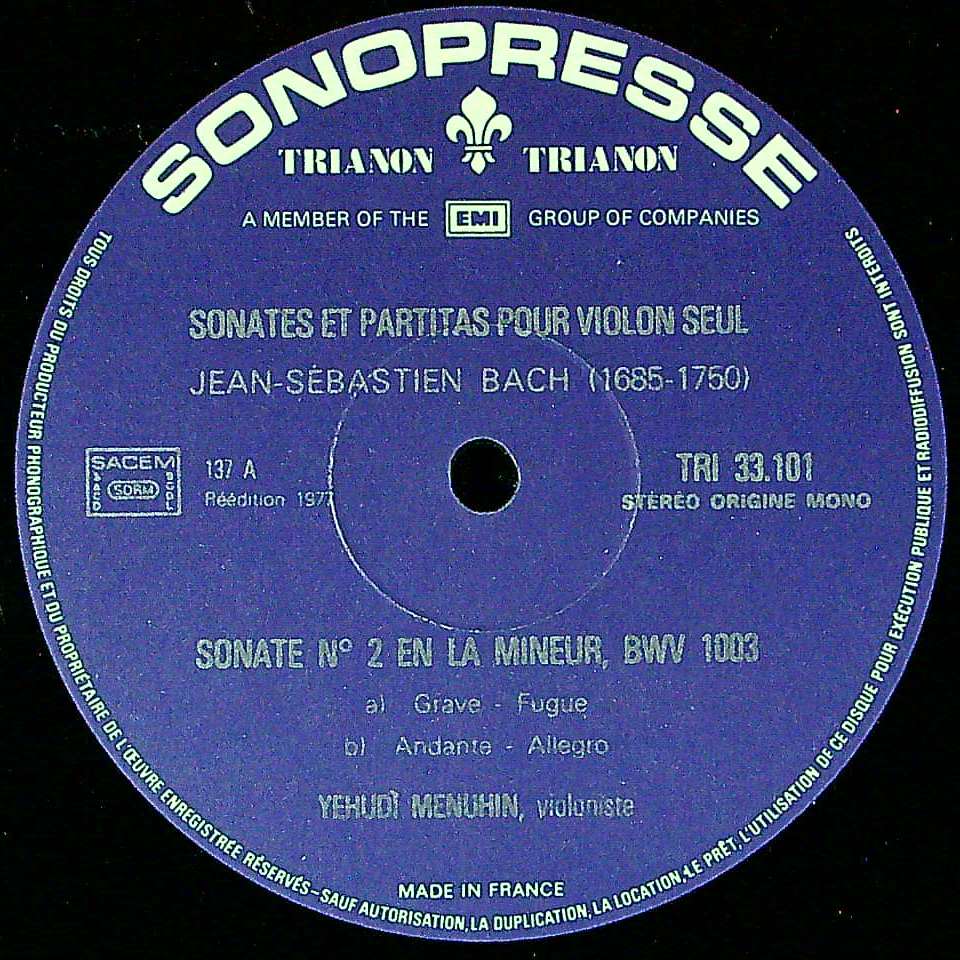 SONOPRESSE
TRIANON TRIANON
A MEMBER OF THE EMI GROUP OF COMPANIES
SONATES ET PARTITAS POUR VIOLON SEUL
JEAN-SÉBASTIEN BACH (1685-1750)
SACEM
SACD
SDRM
BGDL
137 A
Réédition 1977
TRI 33.101
STÉRÉO ORIGINE MONO
SONATE N° 2 EN LA MINEUR, BWV 1003
a) Grave - Fugue
b) Andante - Allegro
YEHUDI MENUHIN, violoniste
MADE IN FRANCE
TOUS DROITS DU PRODUCTEUR PHONOGRAPHIQUE ET DU PROPRIÉTAIRE DE L'ŒUVRE ENREGISTRÉE RÉSERVÉS - SAUF AUTORISATION, LA DUPLICATION, LA LOCATION, LE PRÊT, L'UTILISATION DE CE DISQUE POUR EXÉCUTION PUBLIQUE ET RADIODIFFUSION SONT INTERDITS